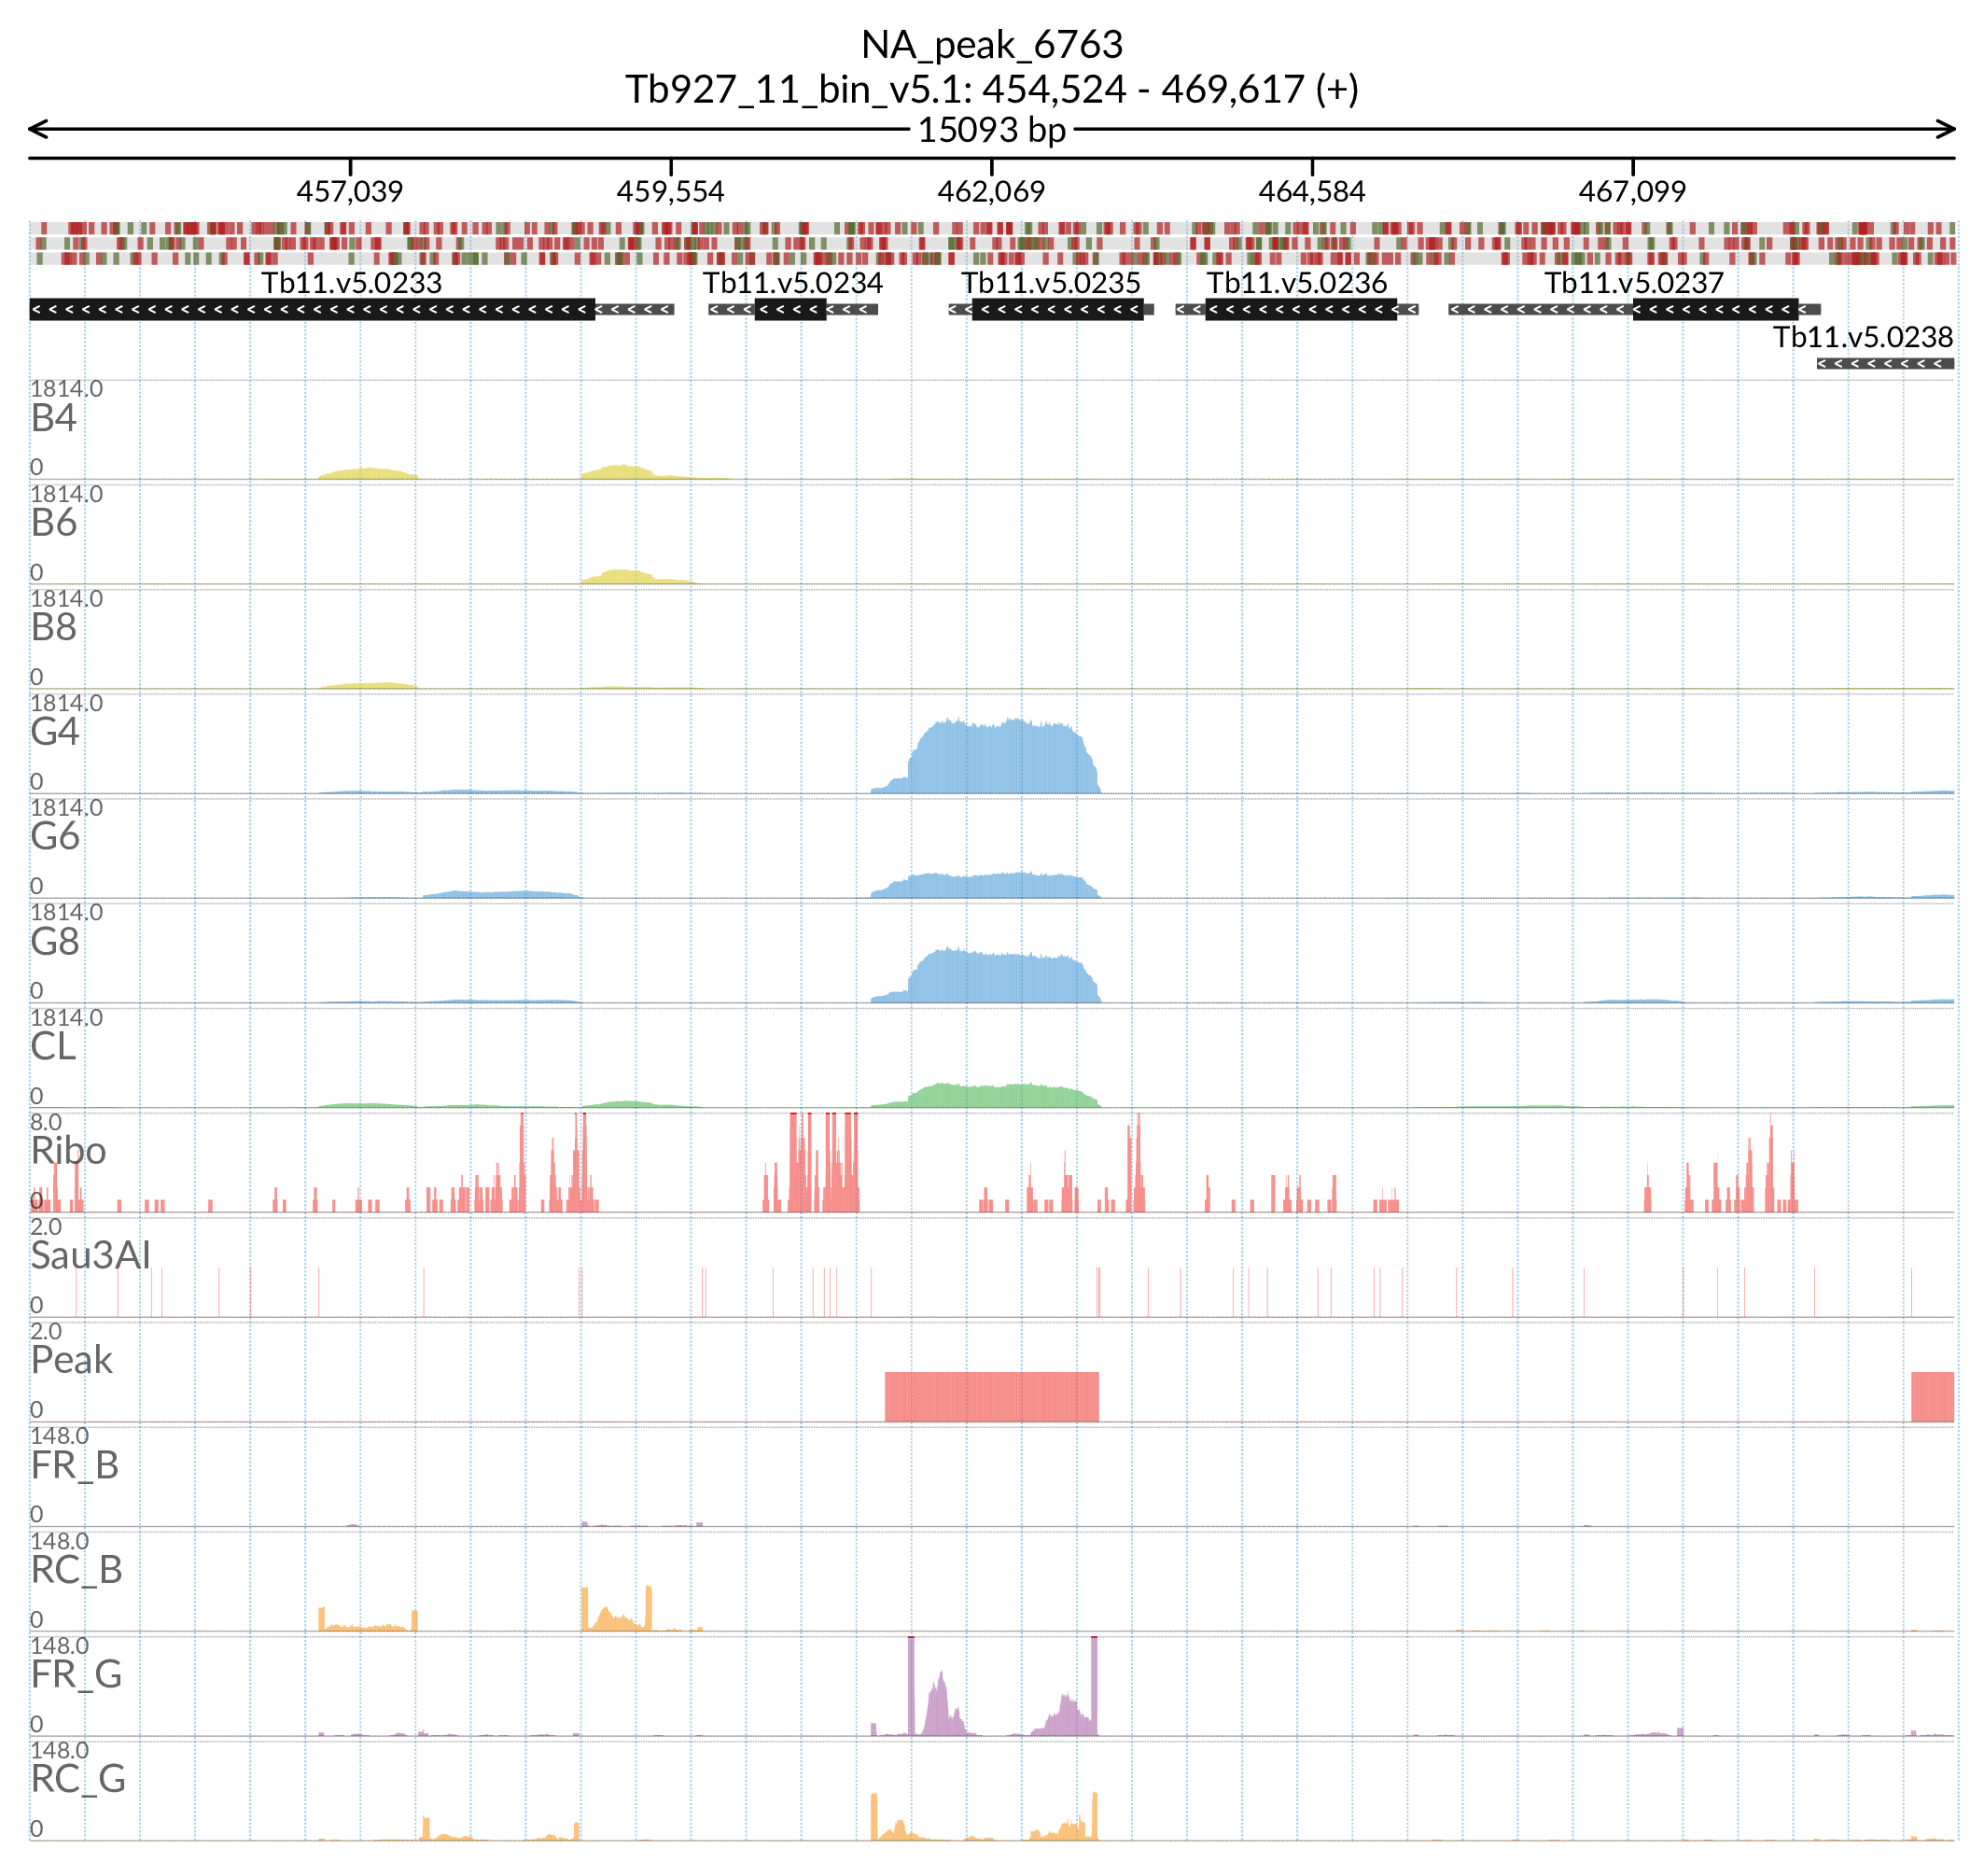 NA_peak_6763
Tb927_11_bin_v5.1: 454,524 - 469,617 (+)
15093 bp
457,039 459,554 462,069 464,584 467,099
Tb11.v5.0233 Tb11.v5.0234 Tb11.v5.0235 Tb11.v5.0236 Tb11.v5.0237
Tb11.v5.0238
1814.0
B4
0
1814.0
B6
0
1814.0
B8
0
1814.0
G4
0
1814.0
G6
0
1814.0
G8
0
1814.0
CL
0
8.0
Ribo
0
2.0
Sau3AI
0
2.0
Peak
0
148.0
FR_B
0
148.0
RC_B
0
148.0
FR_G
0
148.0
RC_G
0